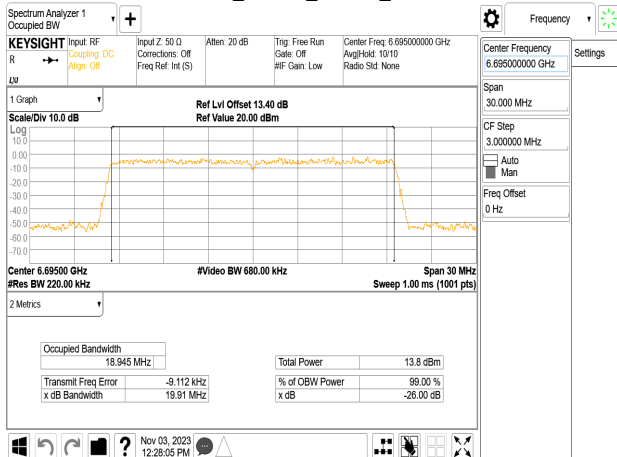 Spectrum Analyzer 1
Occupied BW
Frequency
KEYSIGHT
R
Input: RF
Coupling: DC
Align: Off
Input Z: 50 Ω
Corrections: Off
Freq Ref: Int (S)
Atten: 20 dB
Trig: Free Run
Gate: Off
#IF Gain: Low
Center Freq: 6.695000000 GHz
Avg|Hold: 10/10
Radio Std: None
Center Frequency
6.695000000 GHz
Settings
Span
30.000 MHz
CF Step
3.000000 MHz
Auto
Man
Freq Offset
0 Hz
1 Graph
Scale/Div 10.0 dB
Ref Lvl Offset 13.40 dB
Ref Value 20.00 dBm
Log
10.0
0.00
-10.0
-20.0
-30.0
-40.0
-50.0
-60.0
-70.0
Center 6.69500 GHz
#Video BW 680.00 kHz
Span 30 MHz
#Res BW 220.00 kHz
Sweep 1.00 ms (1001 pts)
2 Metrics
Occupied Bandwidth
18.945 MHz
Total Power 13.8 dBm
Transmit Freq Error -9.112 kHz
% of OBW Power 99.00 %
x dB Bandwidth 19.91 MHz
x dB -26.00 dB
?
Nov 03, 2023
12:28:05 PM